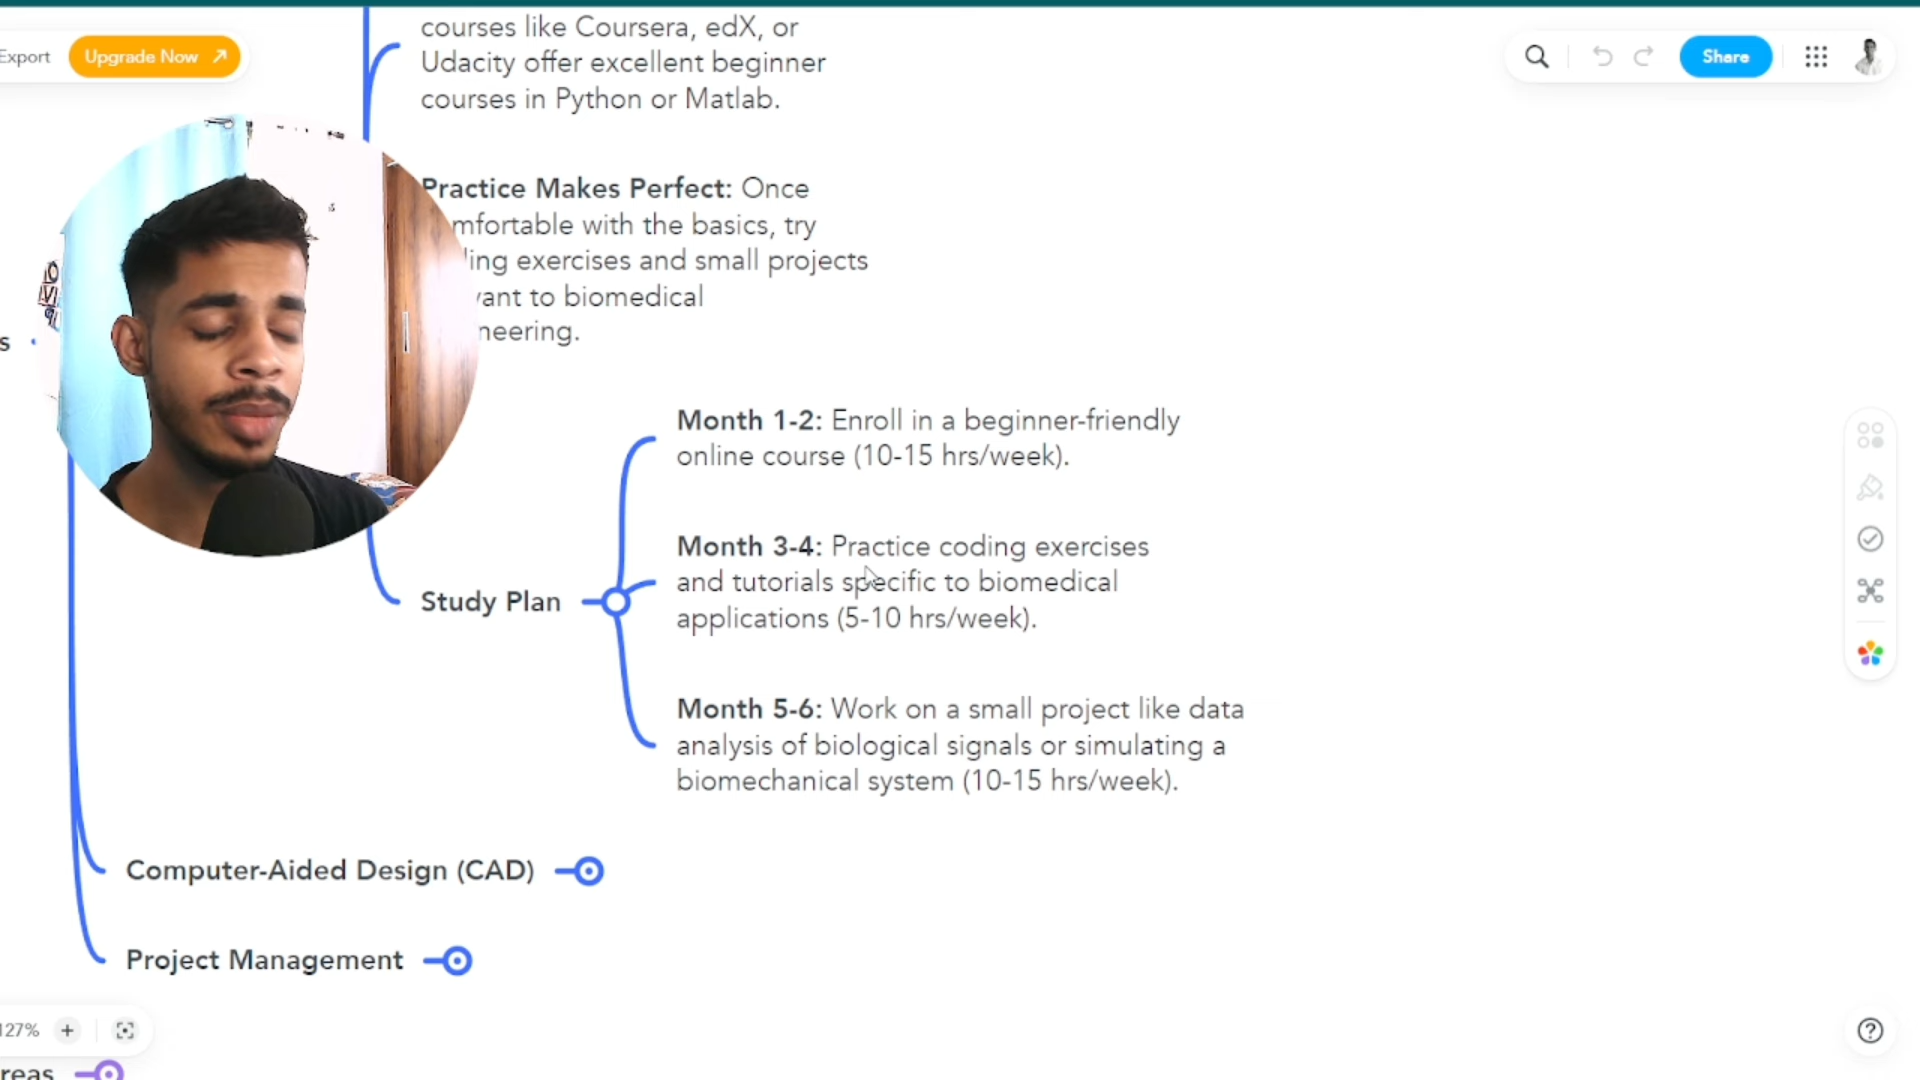 Export
Upgrade Now
Share
courses like Coursera, edX, or
Udacity offer excellent beginner
courses in Python or Matlab.
Practice Makes Perfect: Once
mfortable with the basics, try
ing exercises and small projects
vant to biomedical
neering.
s
Month 1-2: Enroll in a beginner-friendly
online course (10-15 hrs/week).
Month 3-4: Practice coding exercises
and tutorials specific to biomedical
applications (5-10 hrs/week).
Study Plan
Month 5-6: Work on a small project like data
analysis of biological signals or simulating a
biomechanical system (10-15 hrs/week).
Computer-Aided Design (CAD)
Project Management
127%
reas